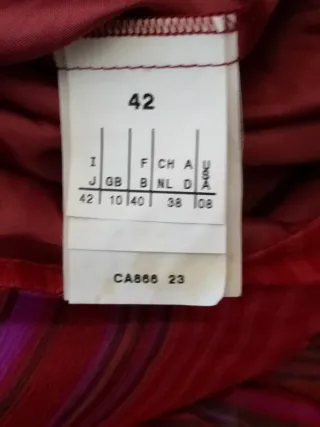 42
I F CH A U
S
J GB B NL D A
42 10 40 38 08
CA866 23